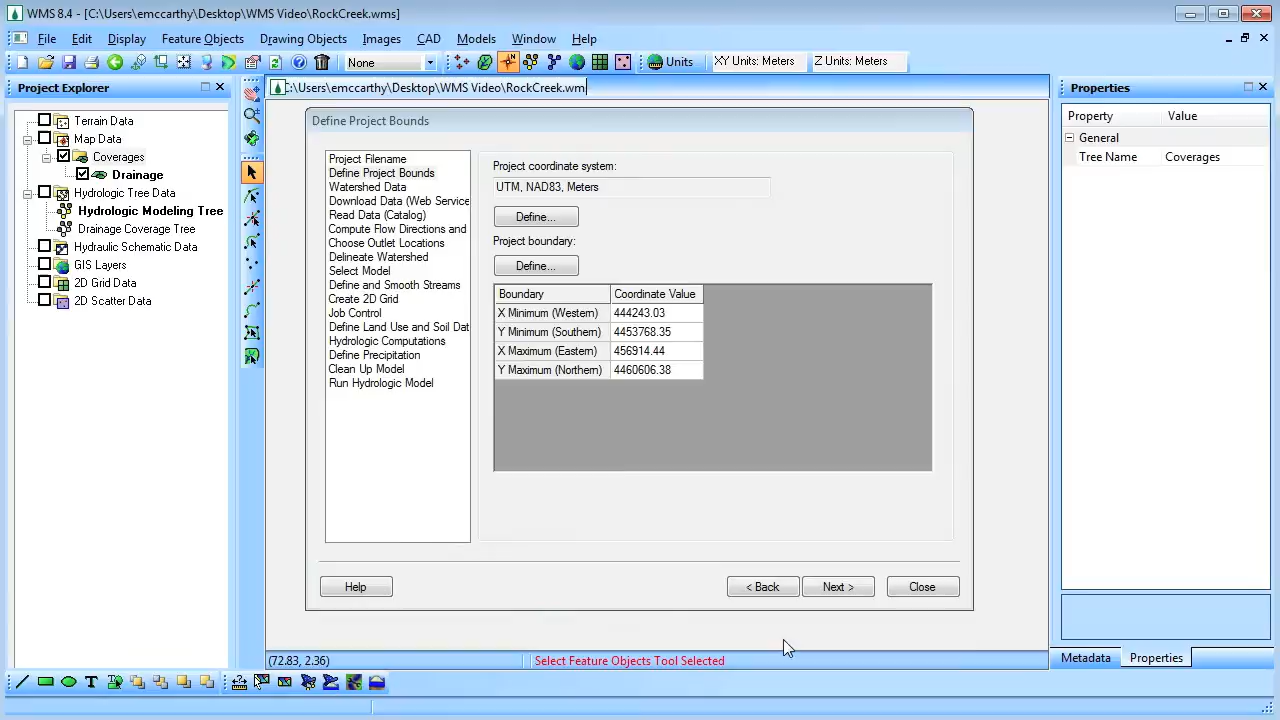 WMS 8.4 - [C:\Users\emccarthy\Desktop\WMS Video\RockCreek.wms]
File Edit Display Feature Objects Drawing Objects Images CAD Models Window Help
None
Units
XY Units: Meters
Z Units: Meters
Project Explorer
Terrain Data
Map Data
Coverages
Drainage
Hydrologic Tree Data
Hydrologic Modeling Tree
Drainage Coverage Tree
Hydraulic Schematic Data
GIS Layers
2D Grid Data
2D Scatter Data
C:\Users\emccarthy\Desktop\WMS Video\RockCreek.wm
Define Project Bounds
Project Filename
Define Project Bounds
Watershed Data
Download Data (Web Service
Read Data (Catalog)
Compute Flow Directions and
Choose Outlet Locations
Delineate Watershed
Select Model
Define and Smooth Streams
Create 2D Grid
Job Control
Define Land Use and Soil Dat
Hydrologic Computations
Define Precipitation
Clean Up Model
Run Hydrologic Model
Project coordinate system:
UTM, NAD83, Meters
Define...
Project boundary:
Define...
Boundary Coordinate Value
X Minimum (Western) 444243.03
Y Minimum (Southern) 4453768.35
X Maximum (Eastern) 456914.44
Y Maximum (Northern) 4460606.38
Help
< Back
Next >
Close
Properties
Property Value
General
Tree Name Coverages
Metadata
Properties
(72.83, 2.36)
Select Feature Objects Tool Selected
T